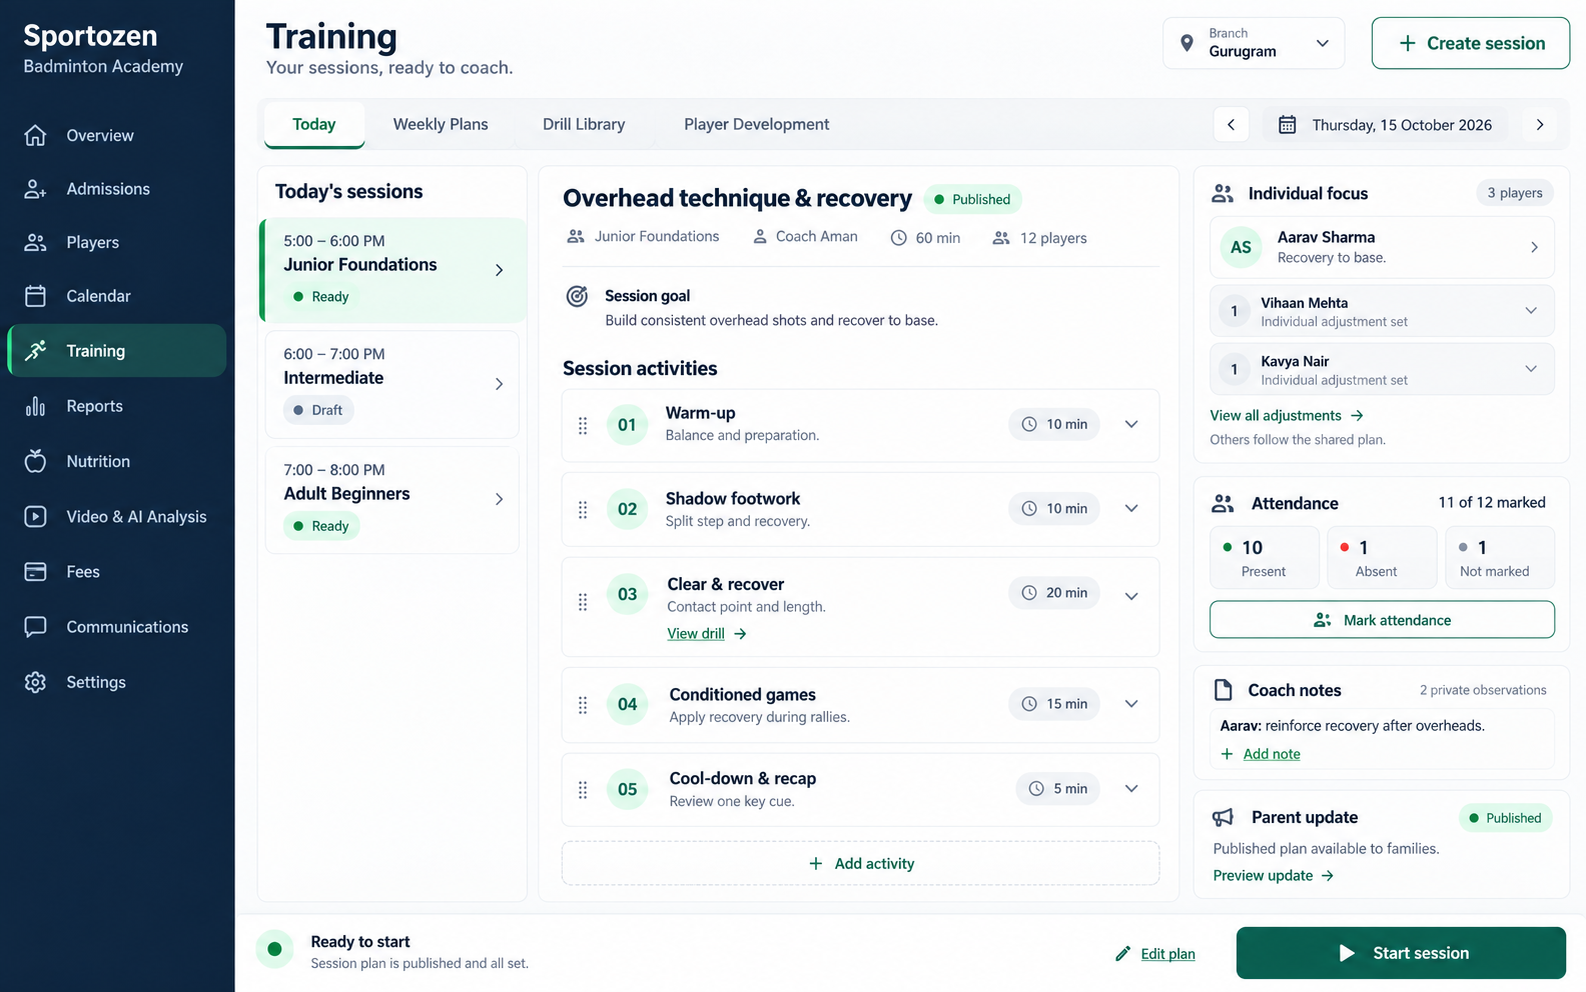 Sportozen
Badminton Academy
Overview
Admissions
Players
Calendar
Training
Reports
Nutrition
Video & AI Analysis
Fees
Communications
Settings
Training
Your sessions, ready to coach.
Branch
Gurugram
+ Create session
Today
Weekly Plans
Drill Library
Player Development
Thursday, 15 October 2026
Today's sessions
5:00 – 6:00 PM
Junior Foundations
Ready
6:00 – 7:00 PM
Intermediate
Draft
7:00 – 8:00 PM
Adult Beginners
Ready
Overhead technique & recovery
Published
Junior Foundations
Coach Aman
60 min
12 players
Session goal
Build consistent overhead shots and recover to base.
Session activities
01
Warm-up
Balance and preparation.
10 min
02
Shadow footwork
Split step and recovery.
10 min
03
Clear & recover
Contact point and length.
View drill →
20 min
04
Conditioned games
Apply recovery during rallies.
15 min
05
Cool-down & recap
Review one key cue.
5 min
+ Add activity
Individual focus
3 players
AS
Aarav Sharma
Recovery to base.
1
Vihaan Mehta
Individual adjustment set
1
Kavya Nair
Individual adjustment set
View all adjustments →
Others follow the shared plan.
Attendance
11 of 12 marked
10
Present
1
Absent
1
Not marked
Mark attendance
Coach notes
2 private observations
Aarav: reinforce recovery after overheads.
+ Add note
Parent update
Published
Published plan available to families.
Preview update →
Ready to start
Session plan is published and all set.
Edit plan
Start session